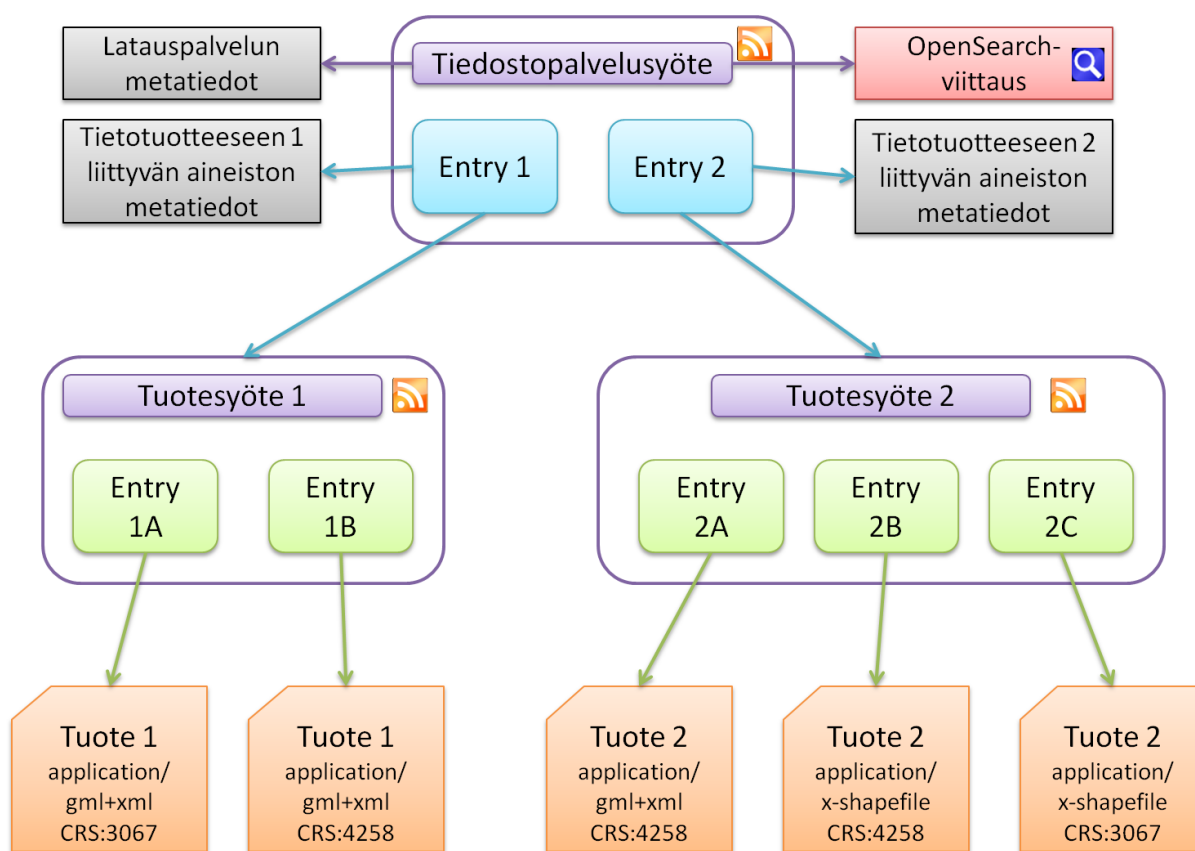 Latauspalvelun
metatiedot
Tiedostopalvelusyöte
OpenSearch-
viittaus
Tietotuotteeseen 1
liittyvän aineiston
metatiedot
Entry 1
Entry 2
Tietotuotteeseen 2
liittyvän aineiston
metatiedot
Tuotesyöte 1
Entry
1A
Entry
1B
Tuotesyöte 2
Entry
2A
Entry
2B
Entry
2C
Tuote 1
application/
gml+xml
CRS:3067
Tuote 1
application/
gml+xml
CRS:4258
Tuote 2
application/
gml+xml
CRS:4258
Tuote 2
application/
x-shapefile
CRS:4258
Tuote 2
application/
x-shapefile
CRS:3067